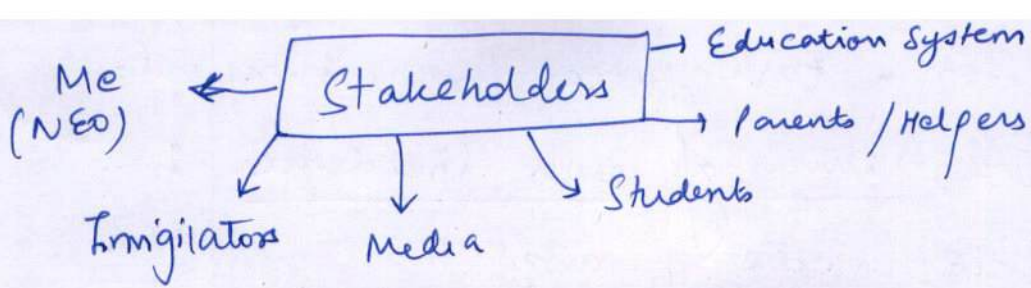 Stakeholders
Education System
Parents / Helpers
Students
Media
Invigilators
Me
(NEO)